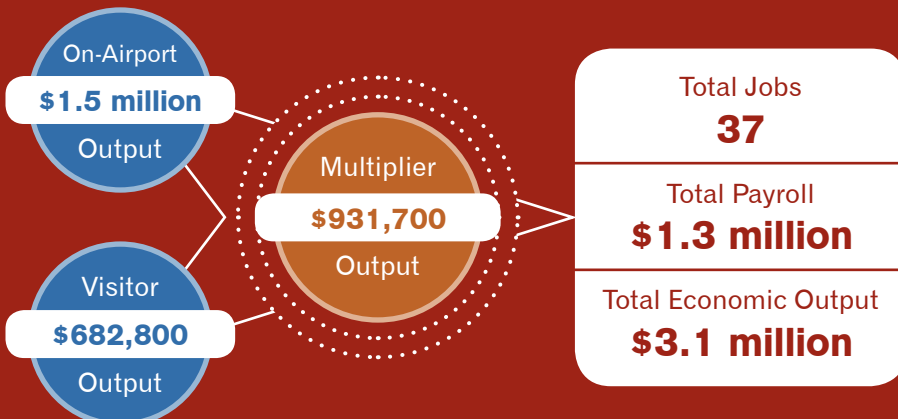 On-Airport
$1.5 million
Output
Visitor
$682,800
Output
Multiplier
$931,700
Output
Total Jobs
37
Total Payroll
$1.3 million
Total Economic Output
$3.1 million